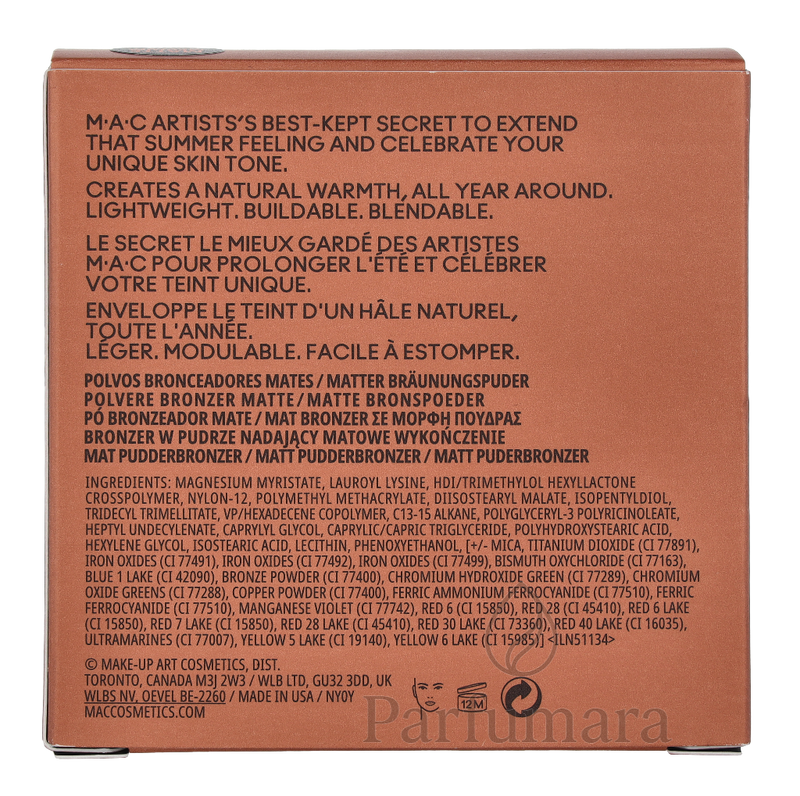 M·A·C ARTISTS'S BEST-KEPT SECRET TO EXTEND
THAT SUMMER FEELING AND CELEBRATE YOUR
UNIQUE SKIN TONE.
CREATES A NATURAL WARMTH, ALL YEAR AROUND.
LIGHTWEIGHT. BUILDABLE. BLENDABLE.
LE SECRET LE MIEUX GARDÉ DES ARTISTES
M·A·C POUR PROLONGER L'ÉTÉ ET CÉLÉBRER
VOTRE TEINT UNIQUE.
ENVELOPPE LE TEINT D'UN HÂLE NATUREL,
TOUTE L'ANNÉE.
LÉGER. MODULABLE. FACILE À ESTOMPER.
POLVOS BRONCEADORES MATES / MATTER BRÄUNUNGSPUDER
POLVERE BRONZER MATTE / MATTE BRONSPOEDER
PÓ BRONZEADOR MATE / MAT BRONZER ΣΕ ΜΟΡΦΗ ΠΟΥΔΡΑΣ
BRONZER W PUDRZE NADAJĄCY MATOWE WYKOŃCZENIE
MAT PUDDERBRONZER / MATT PUDDERBRONZER / MATT PUDERBRONZER
INGREDIENTS: MAGNESIUM MYRISTATE, LAUROYL LYSINE, HDI/TRIMETHYLOL HEXYLLACTONE
CROSSPOLYMER, NYLON-12, POLYMETHYL METHACRYLATE, DIISOSTEARYL MALATE, ISOPENTYLDIOL,
TRIDECYL TRIMELLITATE, VP/HEXADECENE COPOLYMER, C13-15 ALKANE, POLYGLYCERYL-3 POLYRICINOLEATE,
HEPTYL UNDECYLENATE, CAPRYLYL GLYCOL, CAPRYLIC/CAPRIC TRIGLYCERIDE, POLYHYDROXYSTEARIC ACID,
HEXYLENE GLYCOL, ISOSTEARIC ACID, LECITHIN, PHENOXYETHANOL, [+/- MICA, TITANIUM DIOXIDE (CI 77891),
IRON OXIDES (CI 77491), IRON OXIDES (CI 77492), IRON OXIDES (CI 77499), BISMUTH OXYCHLORIDE (CI 77163),
BLUE 1 LAKE (CI 42090), BRONZE POWDER (CI 77400), CHROMIUM HYDROXIDE GREEN (CI 77289), CHROMIUM
OXIDE GREENS (CI 77288), COPPER POWDER (CI 77400), FERRIC AMMONIUM FERROCYANIDE (CI 77510), FERRIC
FERROCYANIDE (CI 77510), MANGANESE VIOLET (CI 77742), RED 6 (CI 15850), RED 28 (CI 45410), RED 6 LAKE
(CI 15850), RED 7 LAKE (CI 15850), RED 28 LAKE (CI 45410), RED 30 LAKE (CI 73360), RED 40 LAKE (CI 16035),
ULTRAMARINES (CI 77007), YELLOW 5 LAKE (CI 19140), YELLOW 6 LAKE (CI 15985)] <ILN51134>
© MAKE-UP ART COSMETICS, DIST.
TORONTO, CANADA M3J 2W3 / WLB LTD, GU32 3DD, UK
WLBS NV, OEVEL BE-2260 / MADE IN USA / NY0Y
MACCOSMETICS.COM
12M
Parfumara